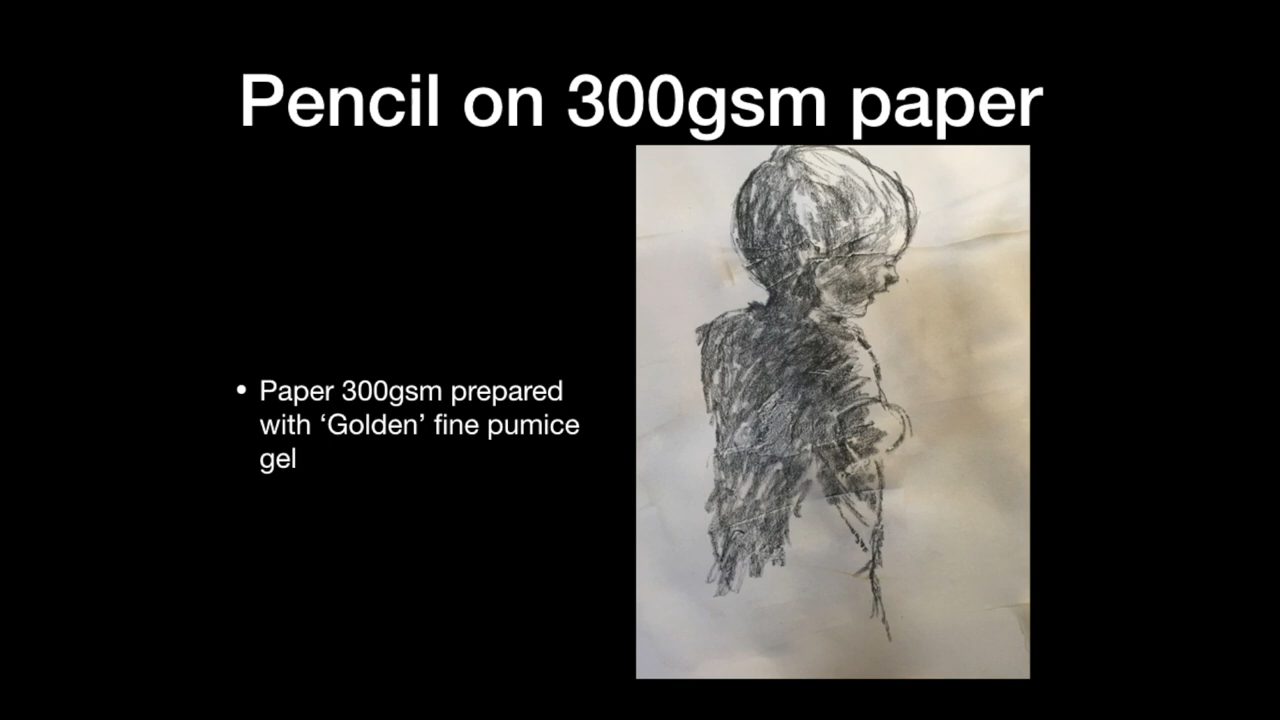 Pencil on 300gsm paper
• Paper 300gsm prepared
with ‘Golden’ fine pumice
gel